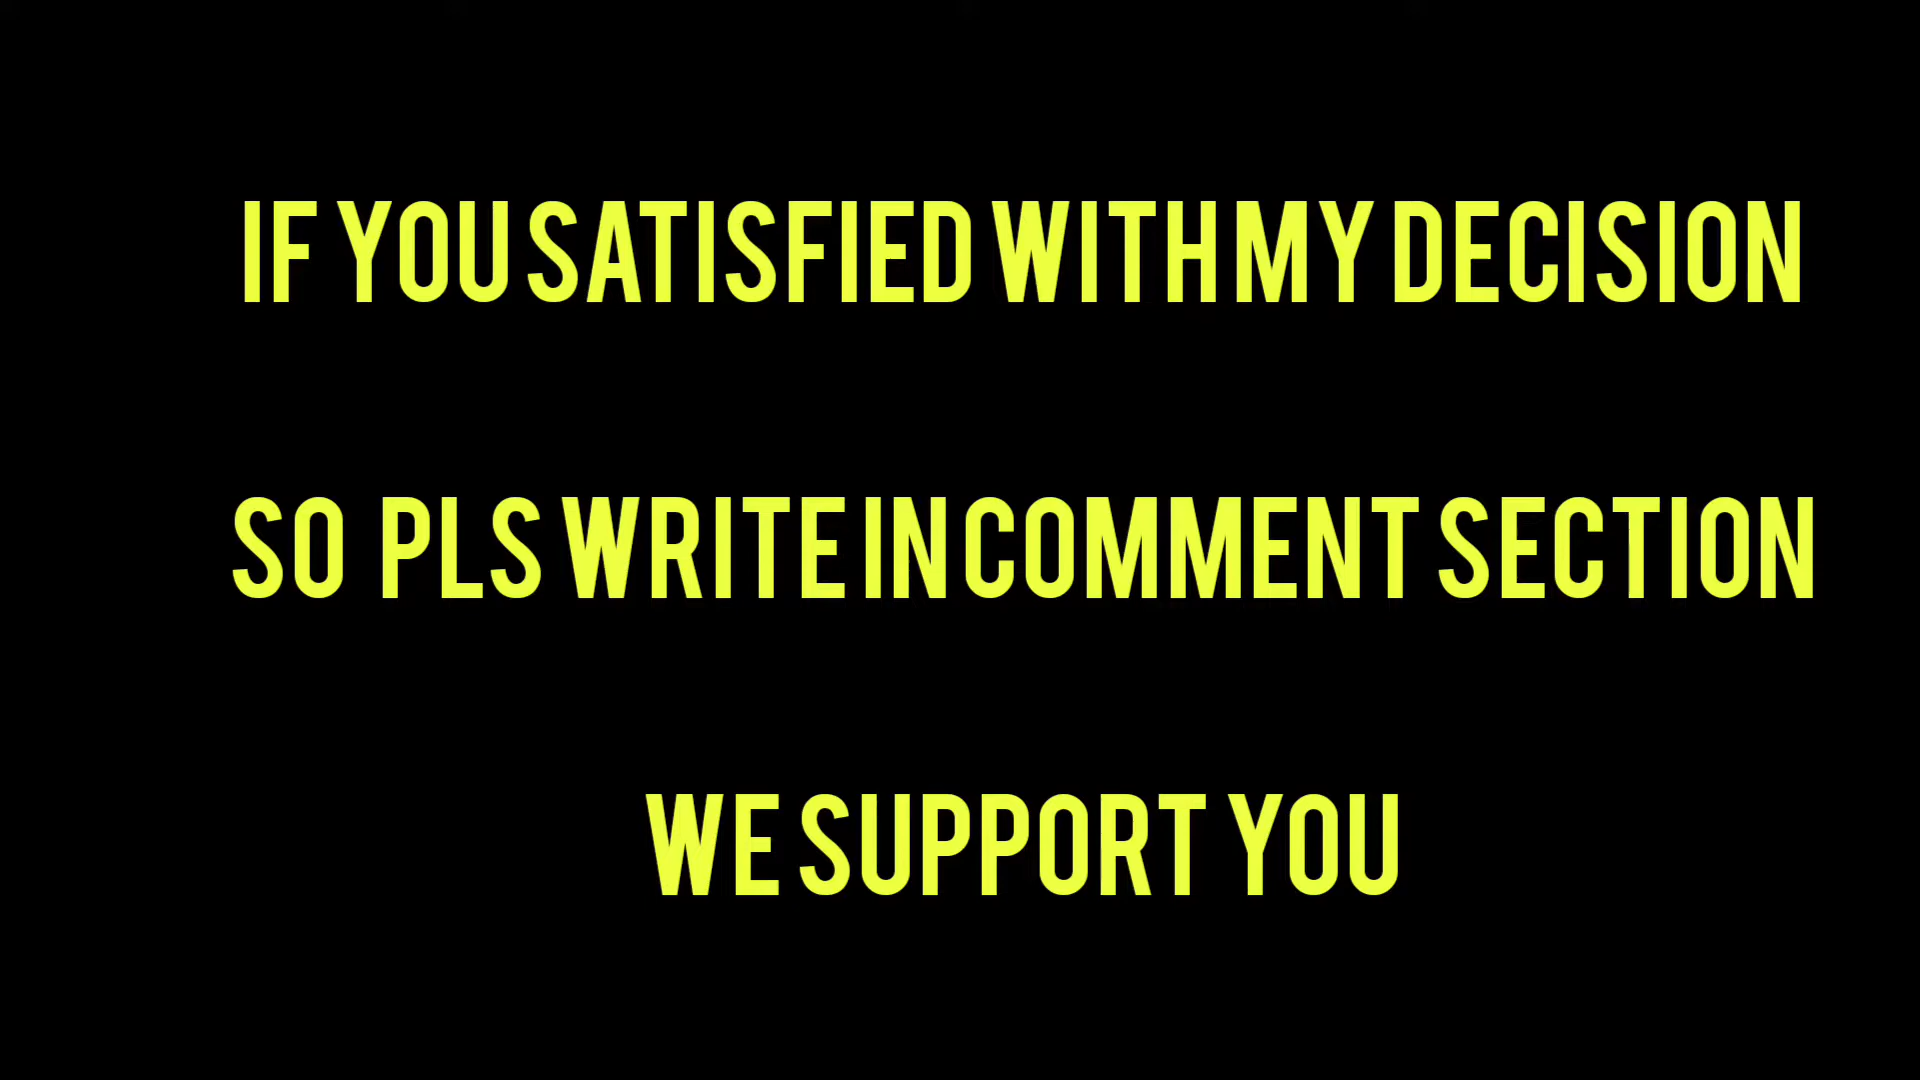 IF YOU SATISFIED WITH MY DECISION
SO PLS WRITE IN COMMENT SECTION
WE SUPPORT YOU